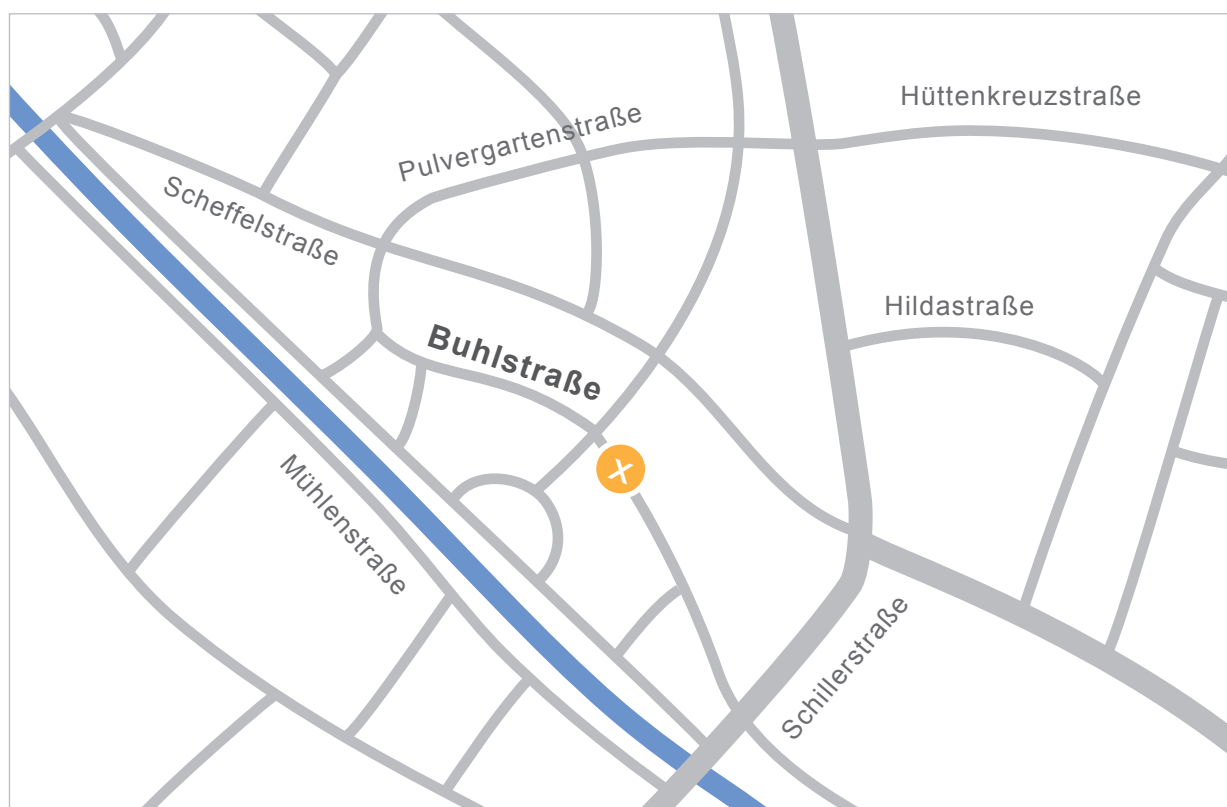 Hüttenkreuzstraße
Pulvergartenstraße
Scheffelstraße
Hildastraße
Buhlstraße
X
Mühlenstraße
Schillerstraße